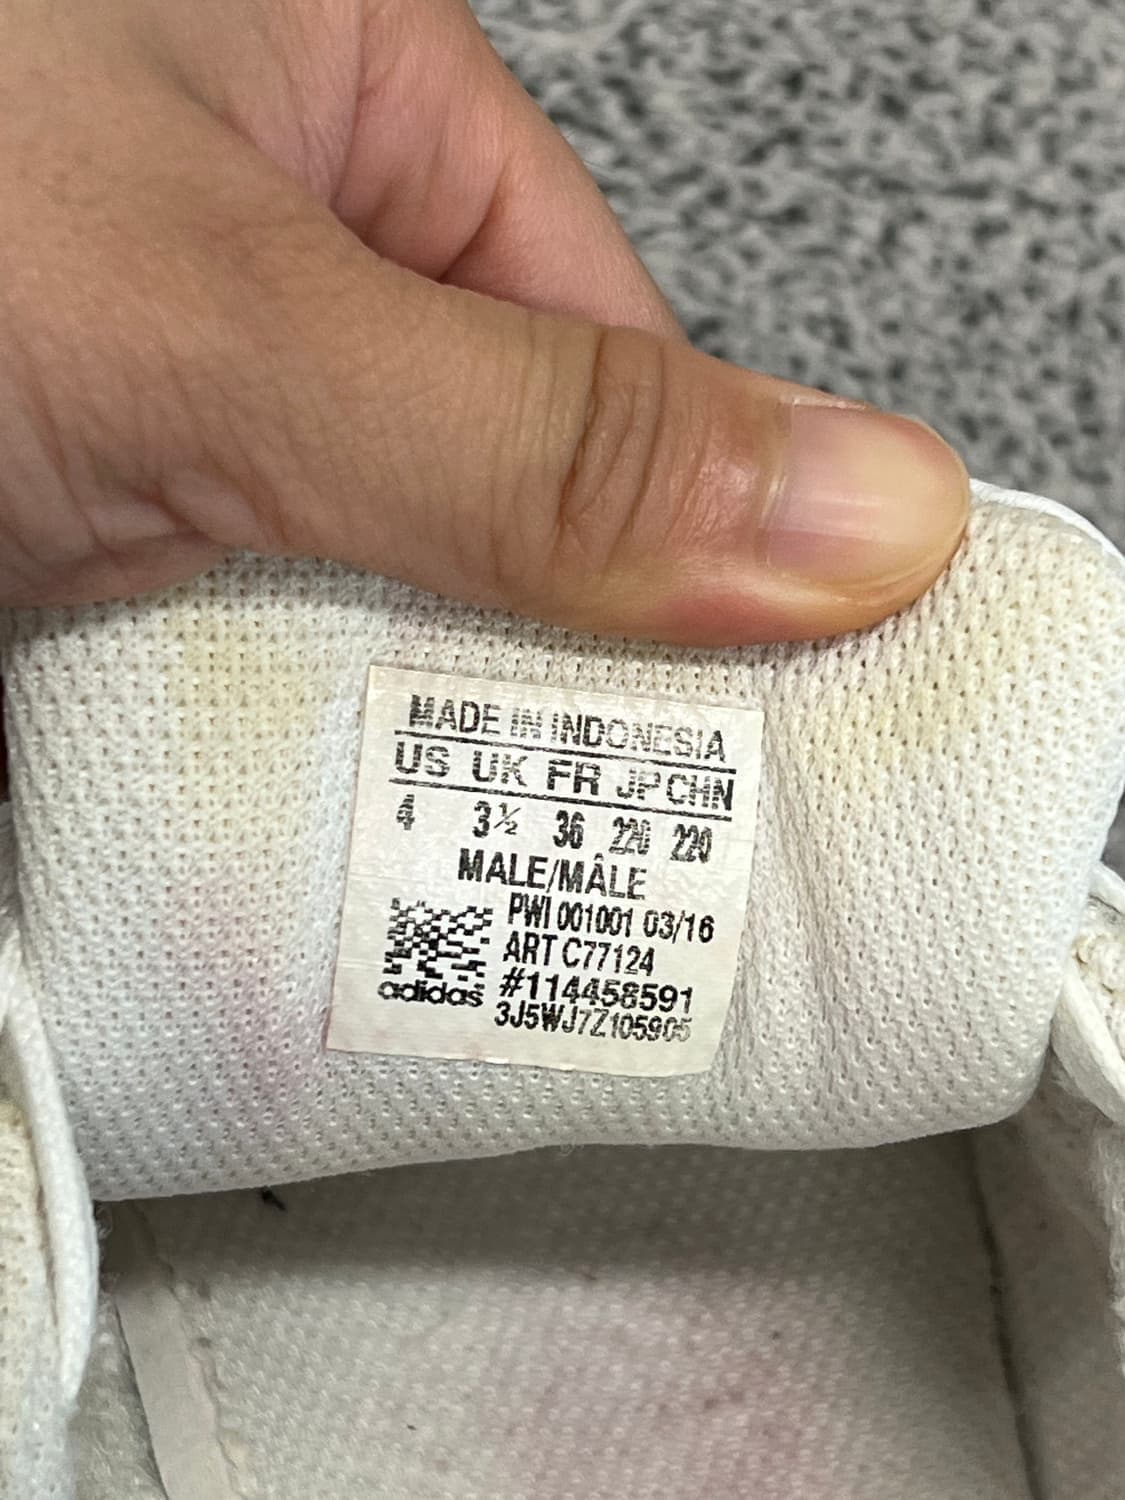 MADE IN INDONESIA
US UK FR JP CHN
4 3½ 36 220 220
MALE/MÂLE
PWI 001001 03/16
ART C77124
#114458591
adidas
3J5WJ7Z105905